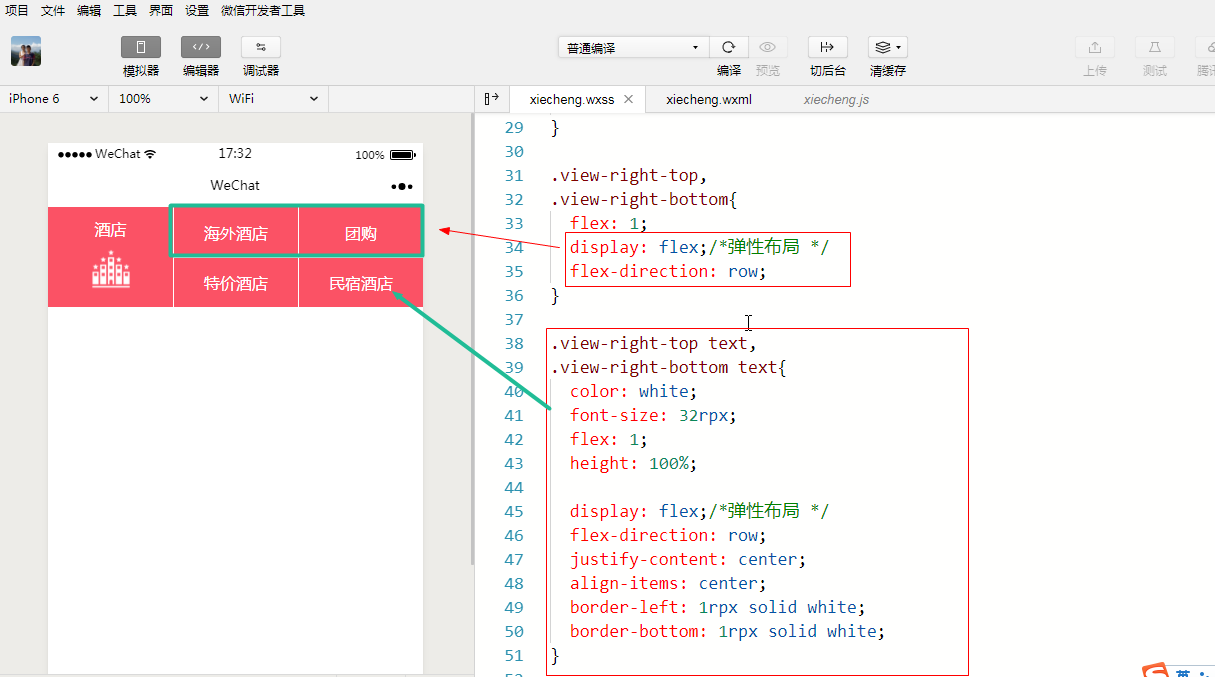 项目 文件 编辑 工具 界面 设置 微信开发者工具
普通编译
模拟器 编辑器 调试器 编译 预览 切后台 清缓存 上传 测试 腾讯
iPhone 6 100% WiFi xiecheng.wxss xiecheng.wxml xiecheng.js
WeChat 17:32 100%
WeChat
酒店 海外酒店 团购
特价酒店 民宿酒店
29 }
30
31 .view-right-top,
32 .view-right-bottom{
33 flex: 1;
34 display: flex;/*弹性布局 */
35 flex-direction: row;
36 }
37
38 .view-right-top text,
39 .view-right-bottom text{
40 color: white;
41 font-size: 32rpx;
42 flex: 1;
43 height: 100%;
44
45 display: flex;/*弹性布局 */
46 flex-direction: row;
47 justify-content: center;
48 align-items: center;
49 border-left: 1rpx solid white;
50 border-bottom: 1rpx solid white;
51 }
英